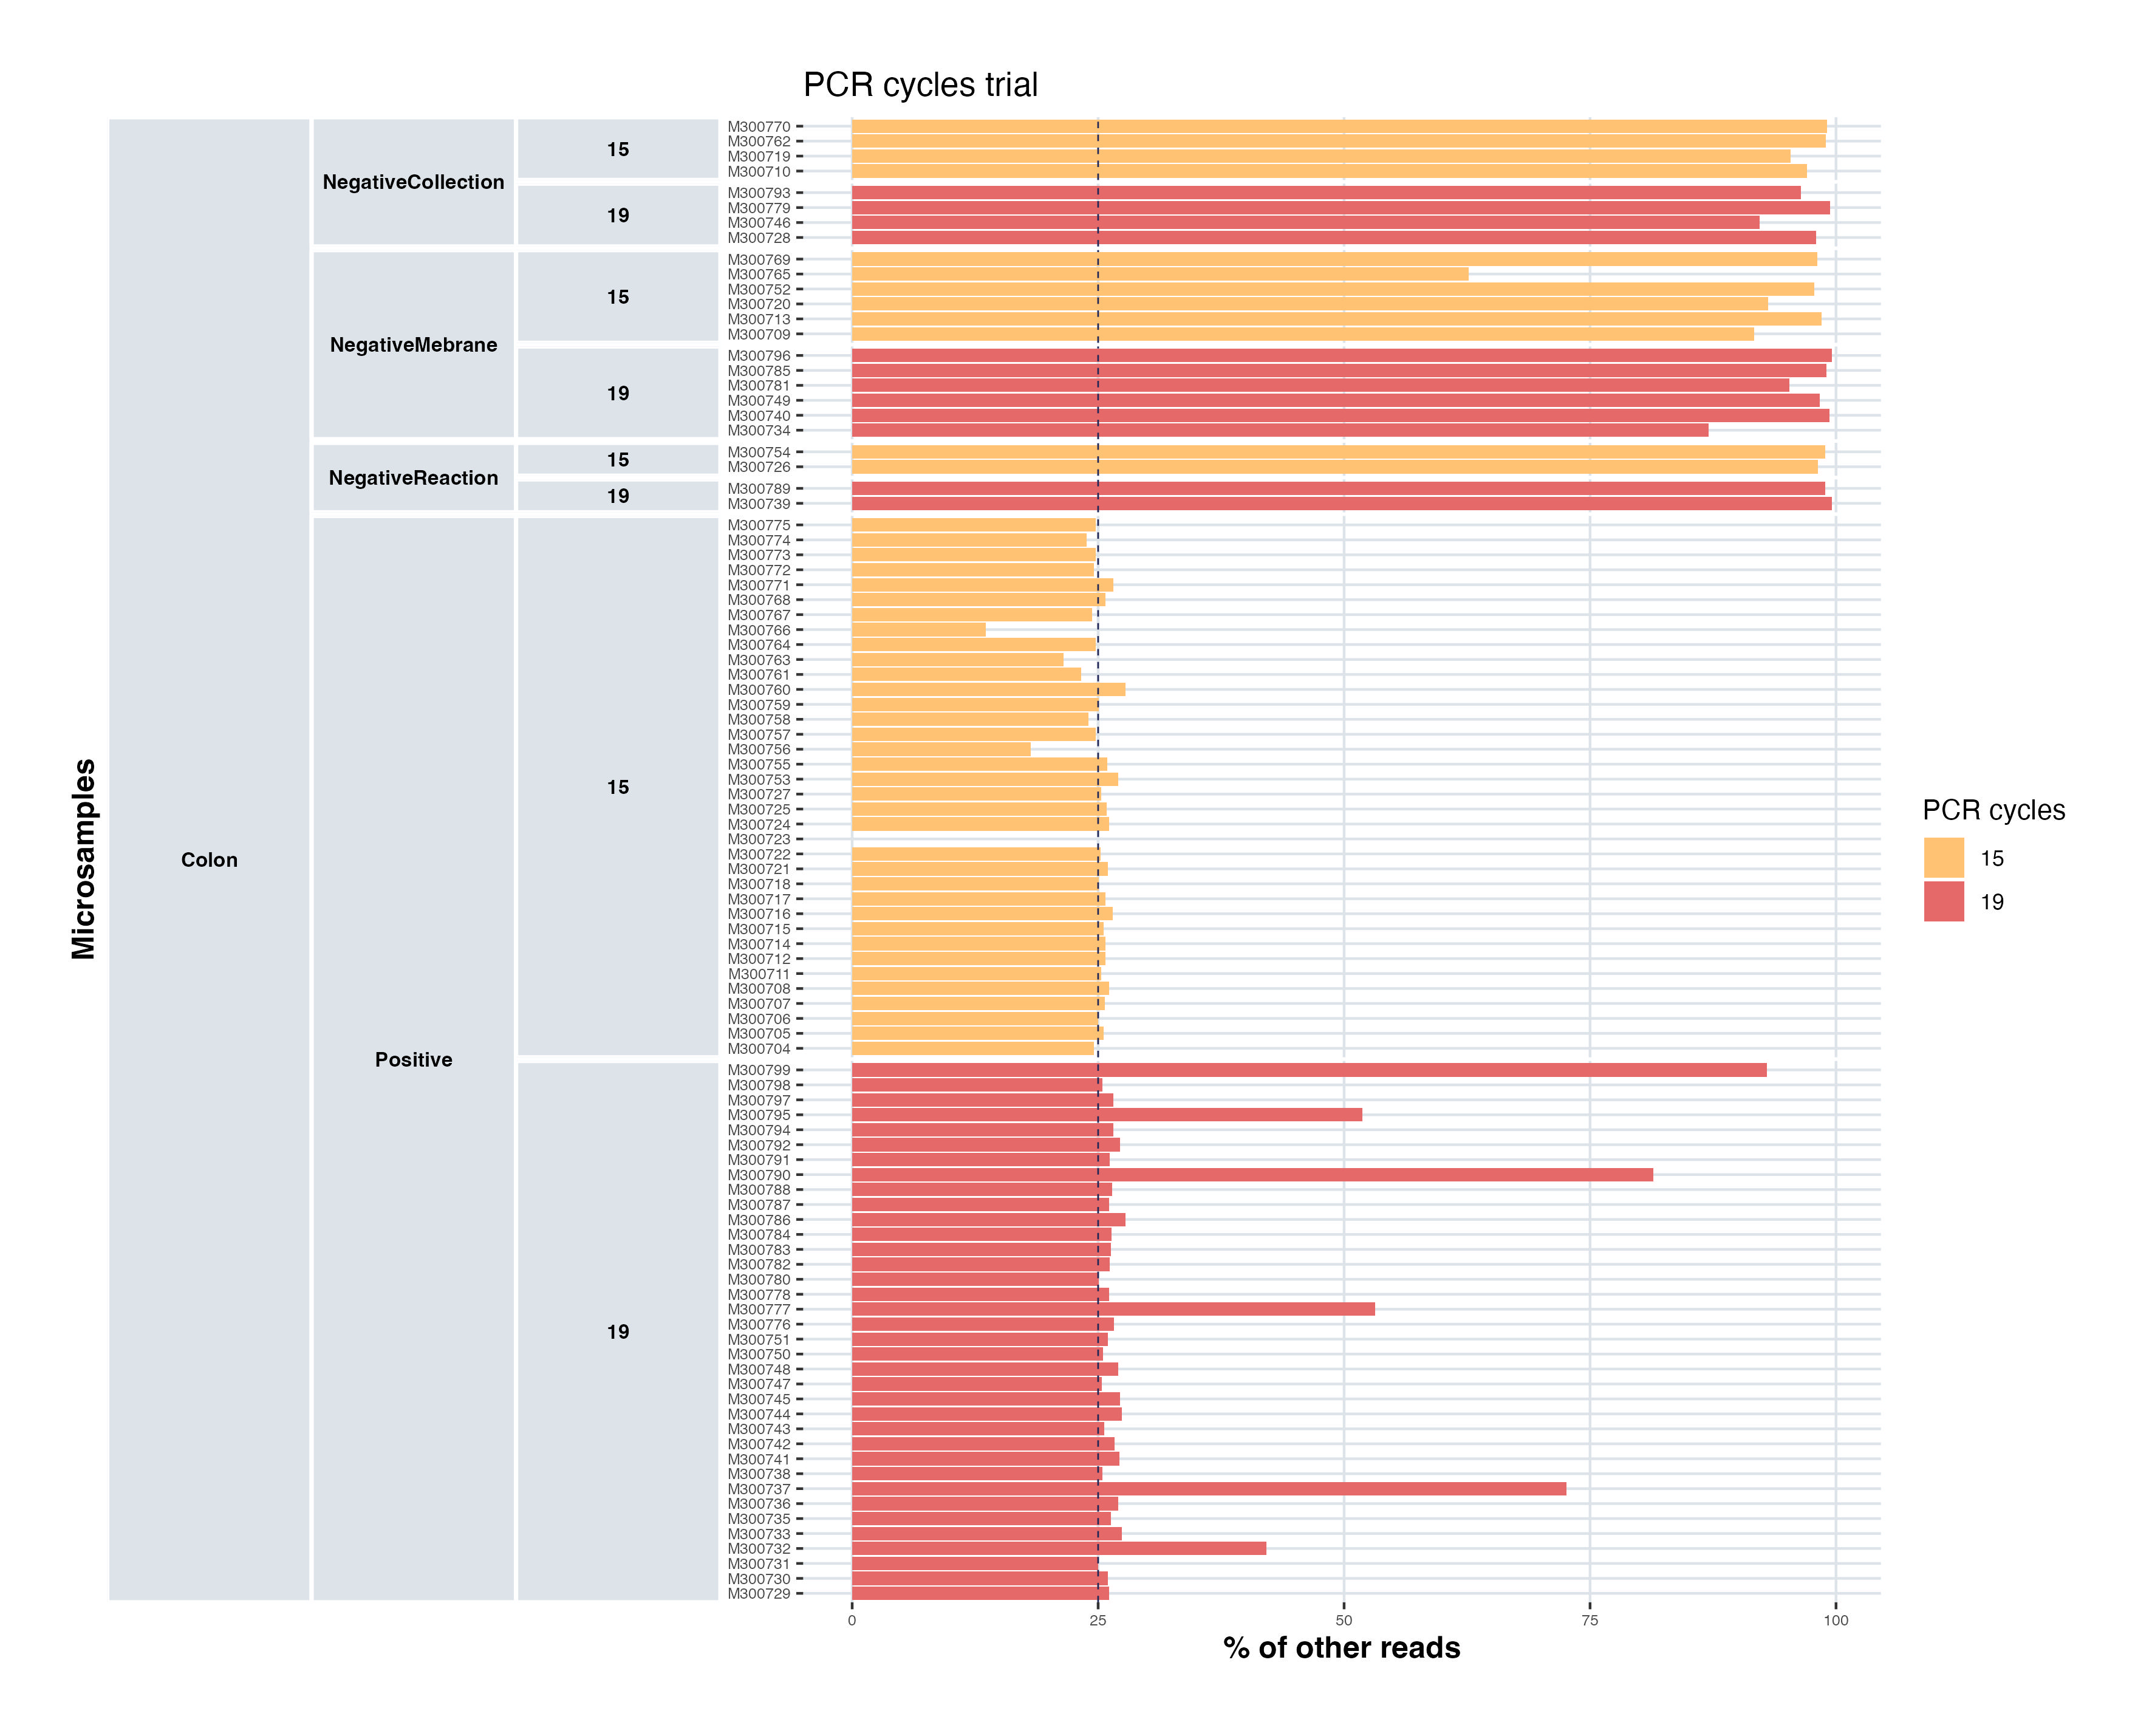 PCR cycles trial
Microsamples
Colon
NegativeCollection
15
M300770
M300762
M300719
M300710
19
M300793
M300779
M300746
M300728
NegativeMebrane
15
M300769
M300765
M300752
M300720
M300713
M300709
19
M300796
M300785
M300781
M300749
M300740
M300734
NegativeReaction
15
M300754
M300726
19
M300789
M300739
Positive
15
M300775
M300774
M300773
M300772
M300771
M300768
M300767
M300766
M300764
M300763
M300761
M300760
M300759
M300758
M300757
M300756
M300755
M300753
M300727
M300725
M300724
M300723
M300722
M300721
M300718
M300717
M300716
M300715
M300714
M300712
M300711
M300708
M300707
M300706
M300705
M300704
19
M300799
M300798
M300797
M300795
M300794
M300792
M300791
M300790
M300788
M300787
M300786
M300784
M300783
M300782
M300780
M300778
M300777
M300776
M300751
M300750
M300748
M300747
M300745
M300744
M300743
M300742
M300741
M300738
M300737
M300736
M300735
M300733
M300732
M300731
M300730
M300729
0 25 50 75 100
% of other reads
PCR cycles
15
19